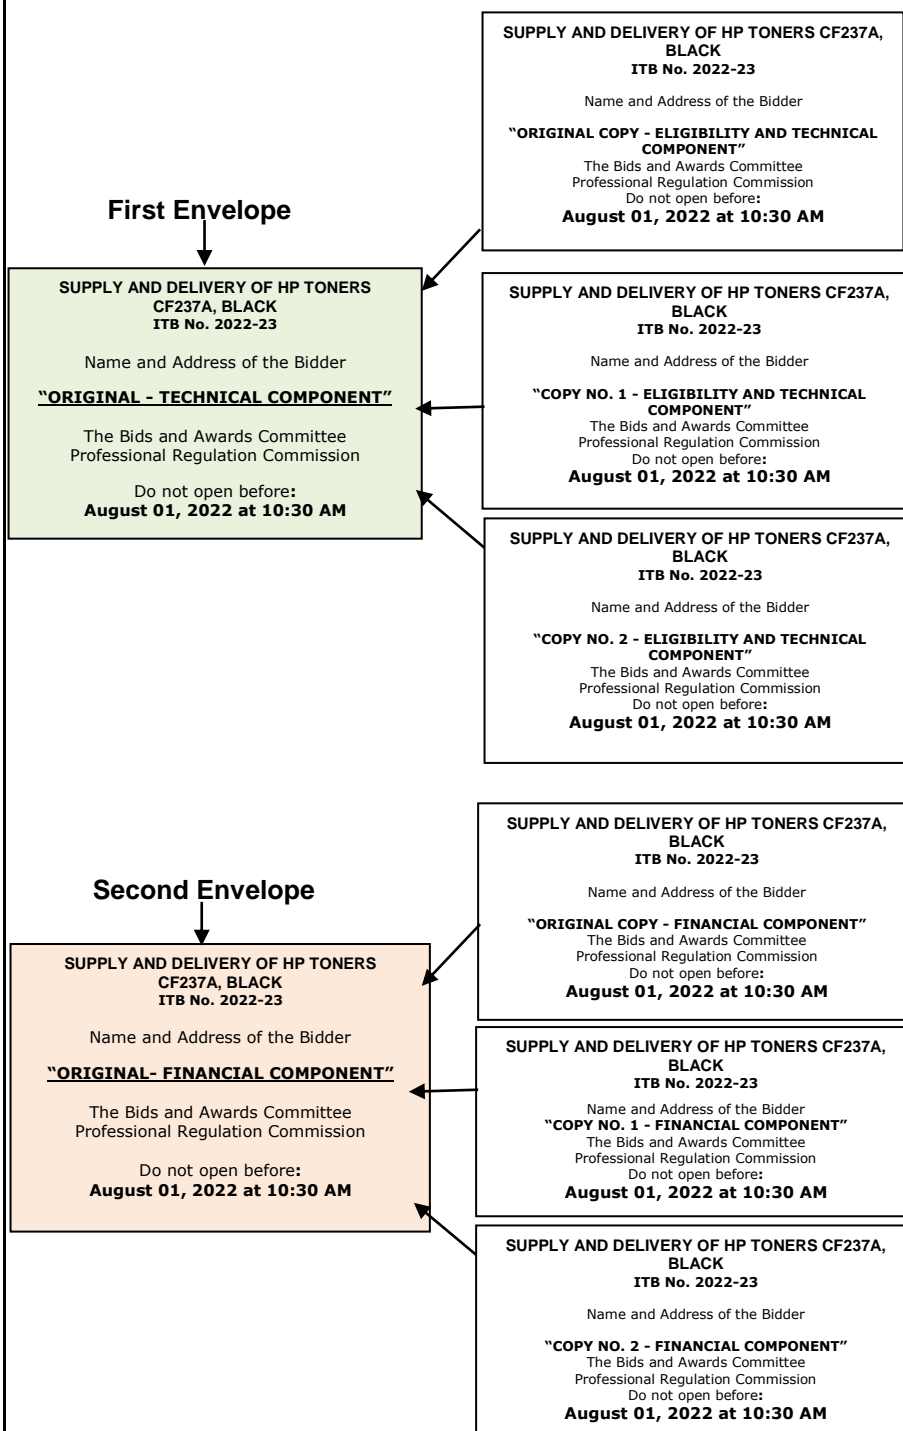 SUPPLY AND DELIVERY OF HP TONERS CF237A,
BLACK
ITB No. 2022-23
Name and Address of the Bidder
“ORIGINAL COPY - ELIGIBILITY AND TECHNICAL
COMPONENT”
The Bids and Awards Committee
Professional Regulation Commission
Do not open before:
August 01, 2022 at 10:30 AM
First Envelope
SUPPLY AND DELIVERY OF HP TONERS
CF237A, BLACK
ITB No. 2022-23
Name and Address of the Bidder
“ORIGINAL - TECHNICAL COMPONENT”
The Bids and Awards Committee
Professional Regulation Commission
Do not open before:
August 01, 2022 at 10:30 AM
SUPPLY AND DELIVERY OF HP TONERS CF237A,
BLACK
ITB No. 2022-23
Name and Address of the Bidder
“COPY NO. 1 - ELIGIBILITY AND TECHNICAL
COMPONENT”
The Bids and Awards Committee
Professional Regulation Commission
Do not open before:
August 01, 2022 at 10:30 AM
SUPPLY AND DELIVERY OF HP TONERS CF237A,
BLACK
ITB No. 2022-23
Name and Address of the Bidder
“COPY NO. 2 - ELIGIBILITY AND TECHNICAL
COMPONENT”
The Bids and Awards Committee
Professional Regulation Commission
Do not open before:
August 01, 2022 at 10:30 AM
SUPPLY AND DELIVERY OF HP TONERS CF237A,
BLACK
ITB No. 2022-23
Name and Address of the Bidder
“ORIGINAL COPY - FINANCIAL COMPONENT”
The Bids and Awards Committee
Professional Regulation Commission
Do not open before:
August 01, 2022 at 10:30 AM
Second Envelope
SUPPLY AND DELIVERY OF HP TONERS
CF237A, BLACK
ITB No. 2022-23
Name and Address of the Bidder
“ORIGINAL- FINANCIAL COMPONENT”
The Bids and Awards Committee
Professional Regulation Commission
Do not open before:
August 01, 2022 at 10:30 AM
SUPPLY AND DELIVERY OF HP TONERS CF237A,
BLACK
ITB No. 2022-23
Name and Address of the Bidder
“COPY NO. 1 - FINANCIAL COMPONENT”
The Bids and Awards Committee
Professional Regulation Commission
Do not open before:
August 01, 2022 at 10:30 AM
SUPPLY AND DELIVERY OF HP TONERS CF237A,
BLACK
ITB No. 2022-23
Name and Address of the Bidder
“COPY NO. 2 - FINANCIAL COMPONENT”
The Bids and Awards Committee
Professional Regulation Commission
Do not open before:
August 01, 2022 at 10:30 AM